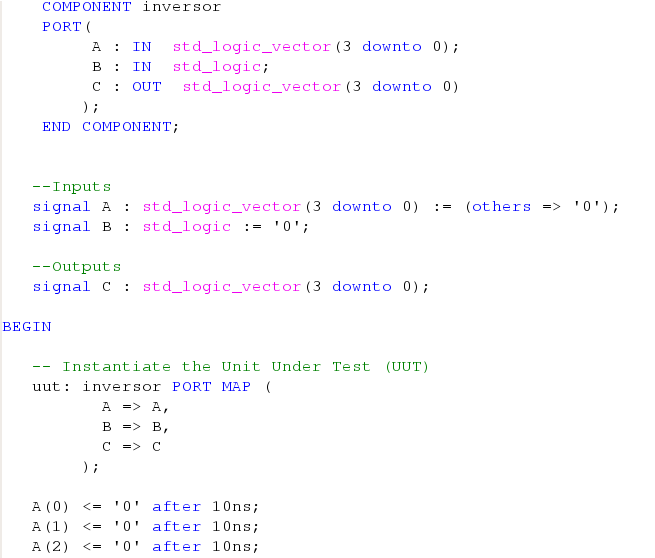 COMPONENT inversor
PORT(
A : IN std_logic_vector(3 downto 0);
B : IN std_logic;
C : OUT std_logic_vector(3 downto 0)
);
END COMPONENT;
--Inputs
signal A : std_logic_vector(3 downto 0) := (others => '0');
signal B : std_logic := '0';
--Outputs
signal C : std_logic_vector(3 downto 0);
BEGIN
-- Instantiate the Unit Under Test (UUT)
uut: inversor PORT MAP (
A => A,
B => B,
C => C
);
A(0) <= '0' after 10ns;
A(1) <= '0' after 10ns;
A(2) <= '0' after 10ns;